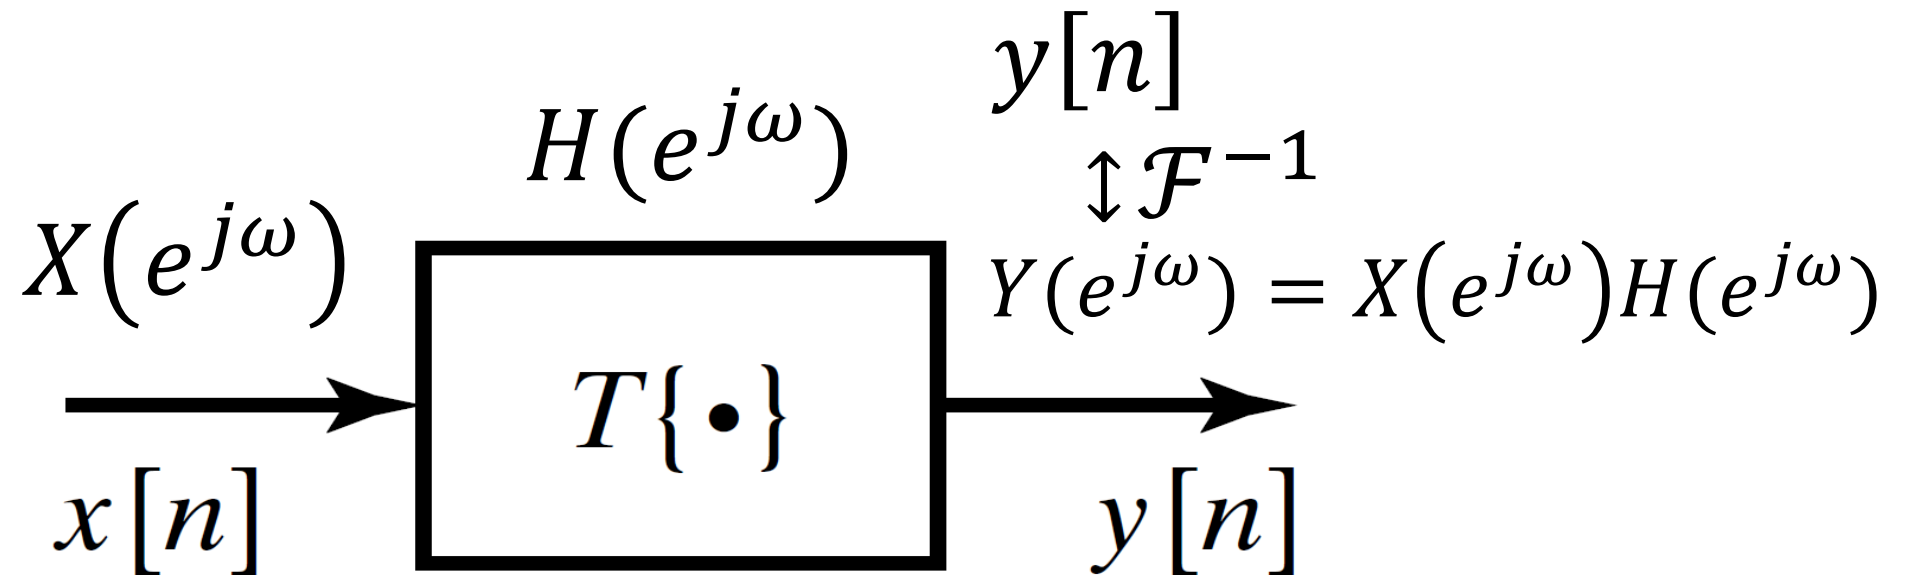 y[n]
H(e^{jω})
↕ ℱ^{-1}
X(e^{jω})
Y(e^{jω}) = X(e^{jω})H(e^{jω})
T{•}
x[n]
y[n]